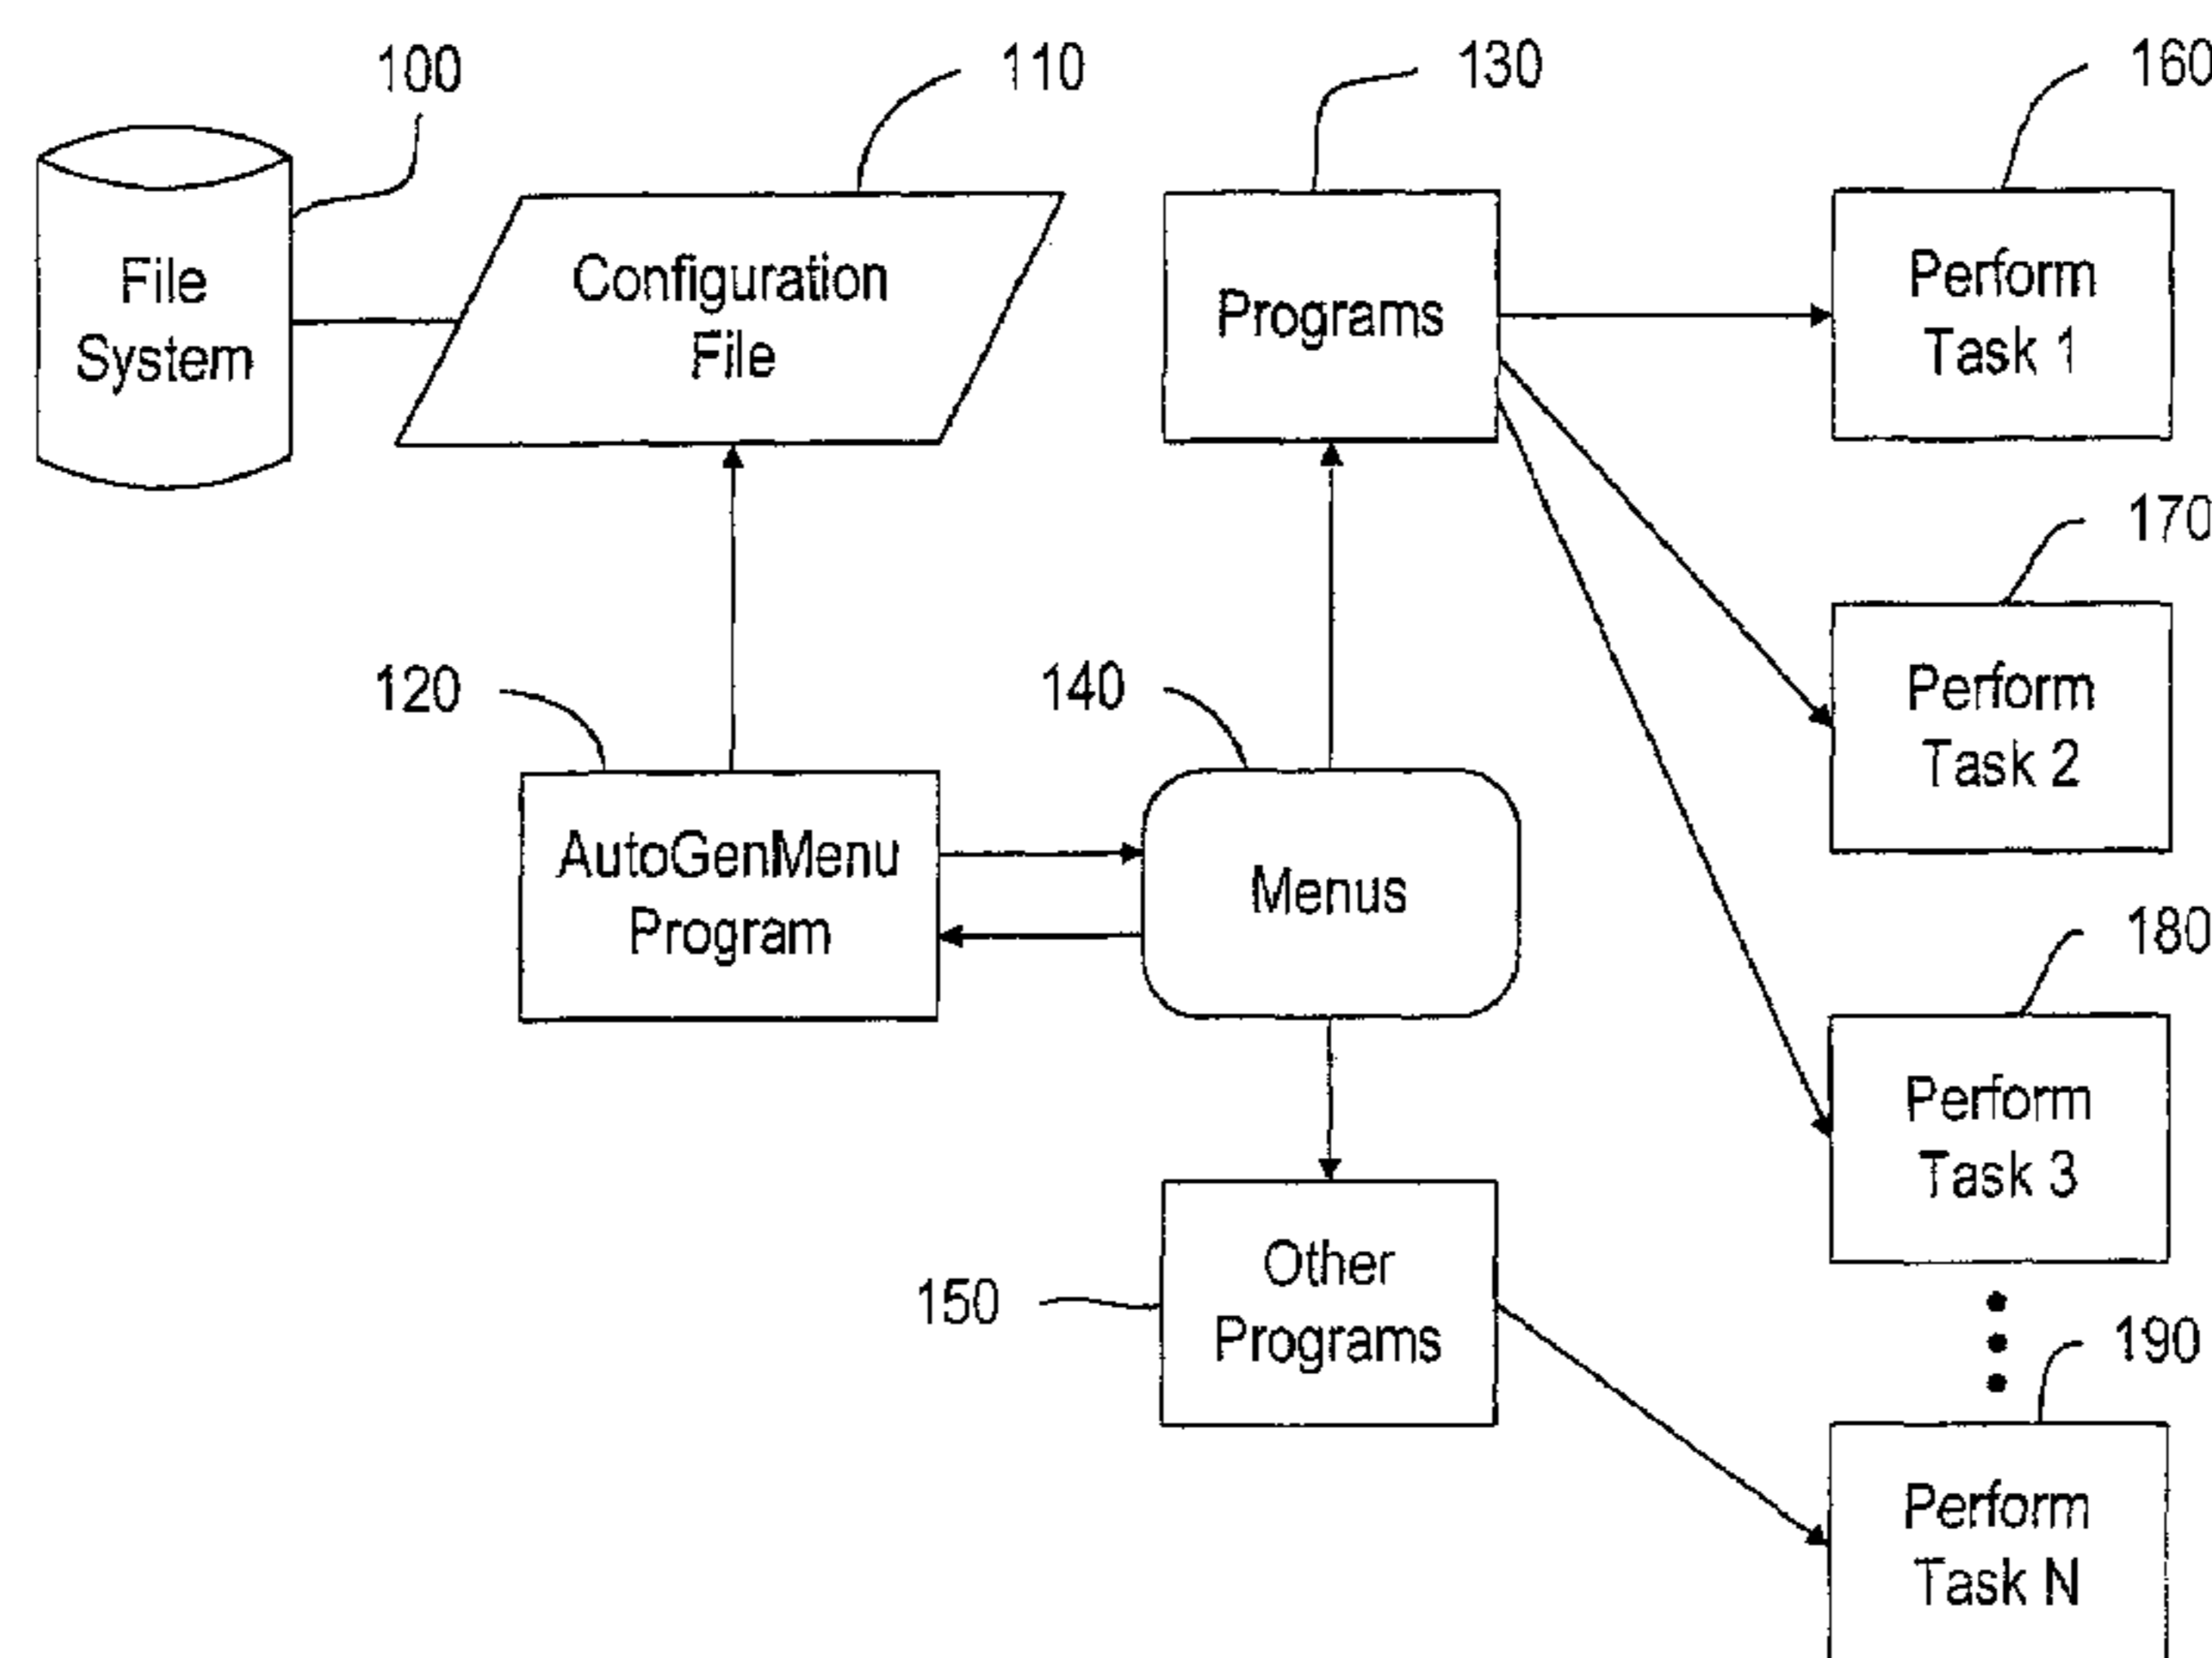 100
110
130
160
File
System
Configuration
File
Programs
Perform
Task 1
170
120
140
Perform
Task 2
AutoGenMenu
Program
Menus
180
Perform
Task 3
150
Other
Programs
190
Perform
Task N